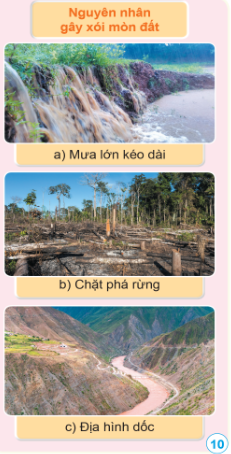 Nguyên nhân
gây xói mòn đất
a) Mưa lớn kéo dài
b) Chặt phá rừng
c) Địa hình dốc
10